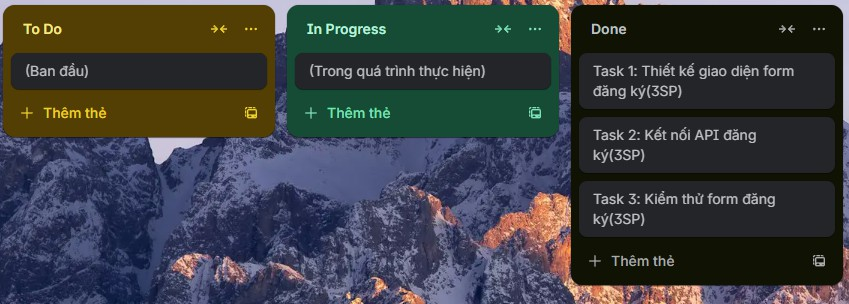 To Do
(Ban đầu)
Thêm thẻ
In Progress
(Trong quá trình thực hiện)
Thêm thẻ
Done
Task 1: Thiết kế giao diện form
đăng ký(3SP)
Task 2: Kết nối API đăng
ký(3SP)
Task 3: Kiểm thử form đăng
ký(3SP)
Thêm thẻ